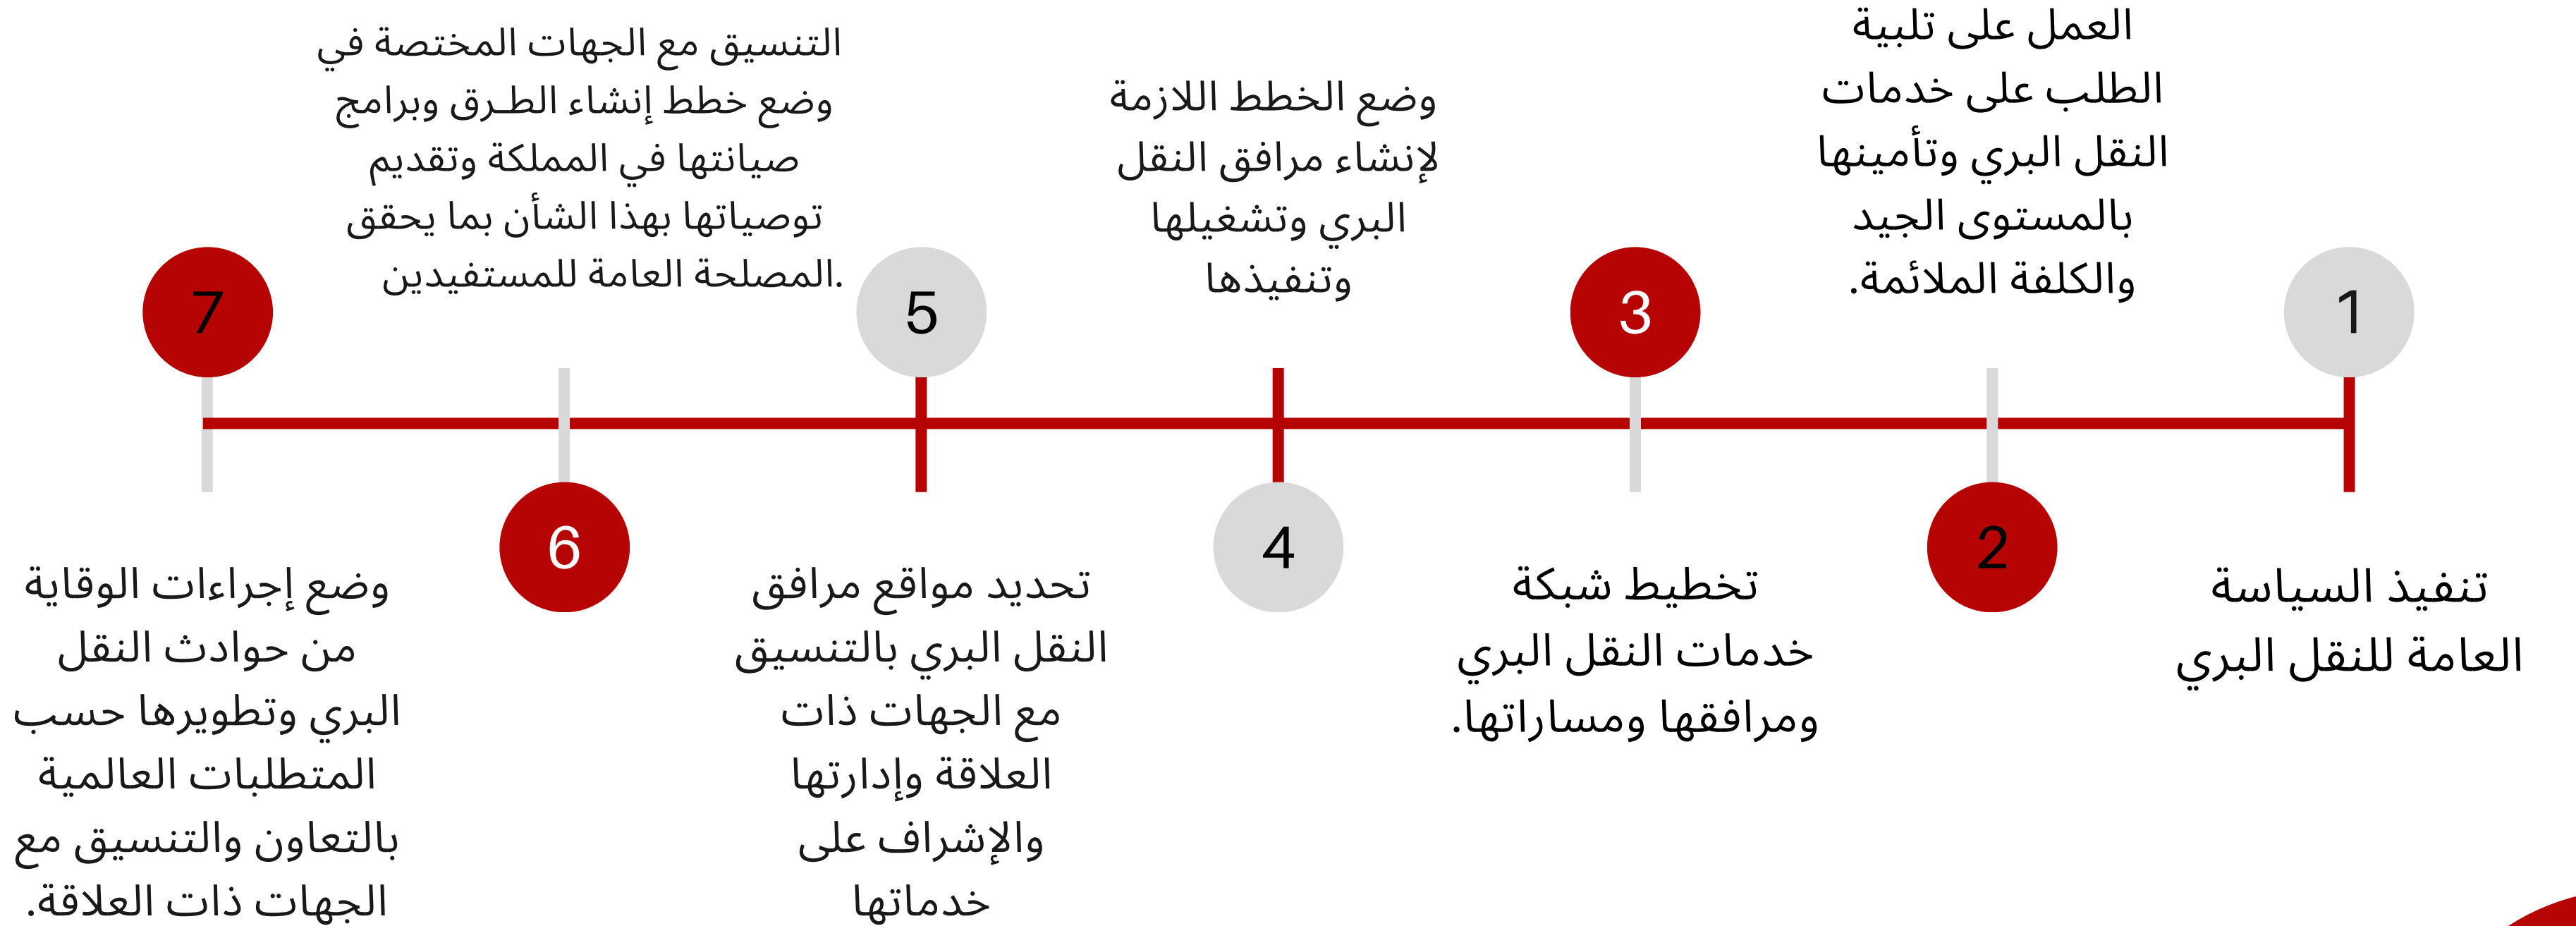 1
تنفيذ السياسة
العامة للنقل البري
العمل على تلبية
الطلب على خدمات
النقل البري وتأمينها
بالمستوى الجيد
والكلفة الملائمة.
2
3
تخطيط شبكة
خدمات النقل البري
ومرافقها ومساراتها.
وضع الخطط اللازمة
لإنشاء مرافق النقل
البري وتشغيلها
وتنفيذها
4
5
تحديد مواقع مرافق
النقل البري بالتنسيق
مع الجهات ذات
العلاقة وإدارتها
والإشراف على
خدماتها
التنسيق مع الجهات المختصة في
وضع خطط إنشاء الطـرق وبرامج
صيانتها في المملكة وتقديم
توصياتها بهذا الشأن بما يحقق
.المصلحة العامة للمستفيدين
6
7
وضع إجراءات الوقاية
من حوادث النقل
البري وتطويرها حسب
المتطلبات العالمية
بالتعاون والتنسيق مع
الجهات ذات العلاقة.